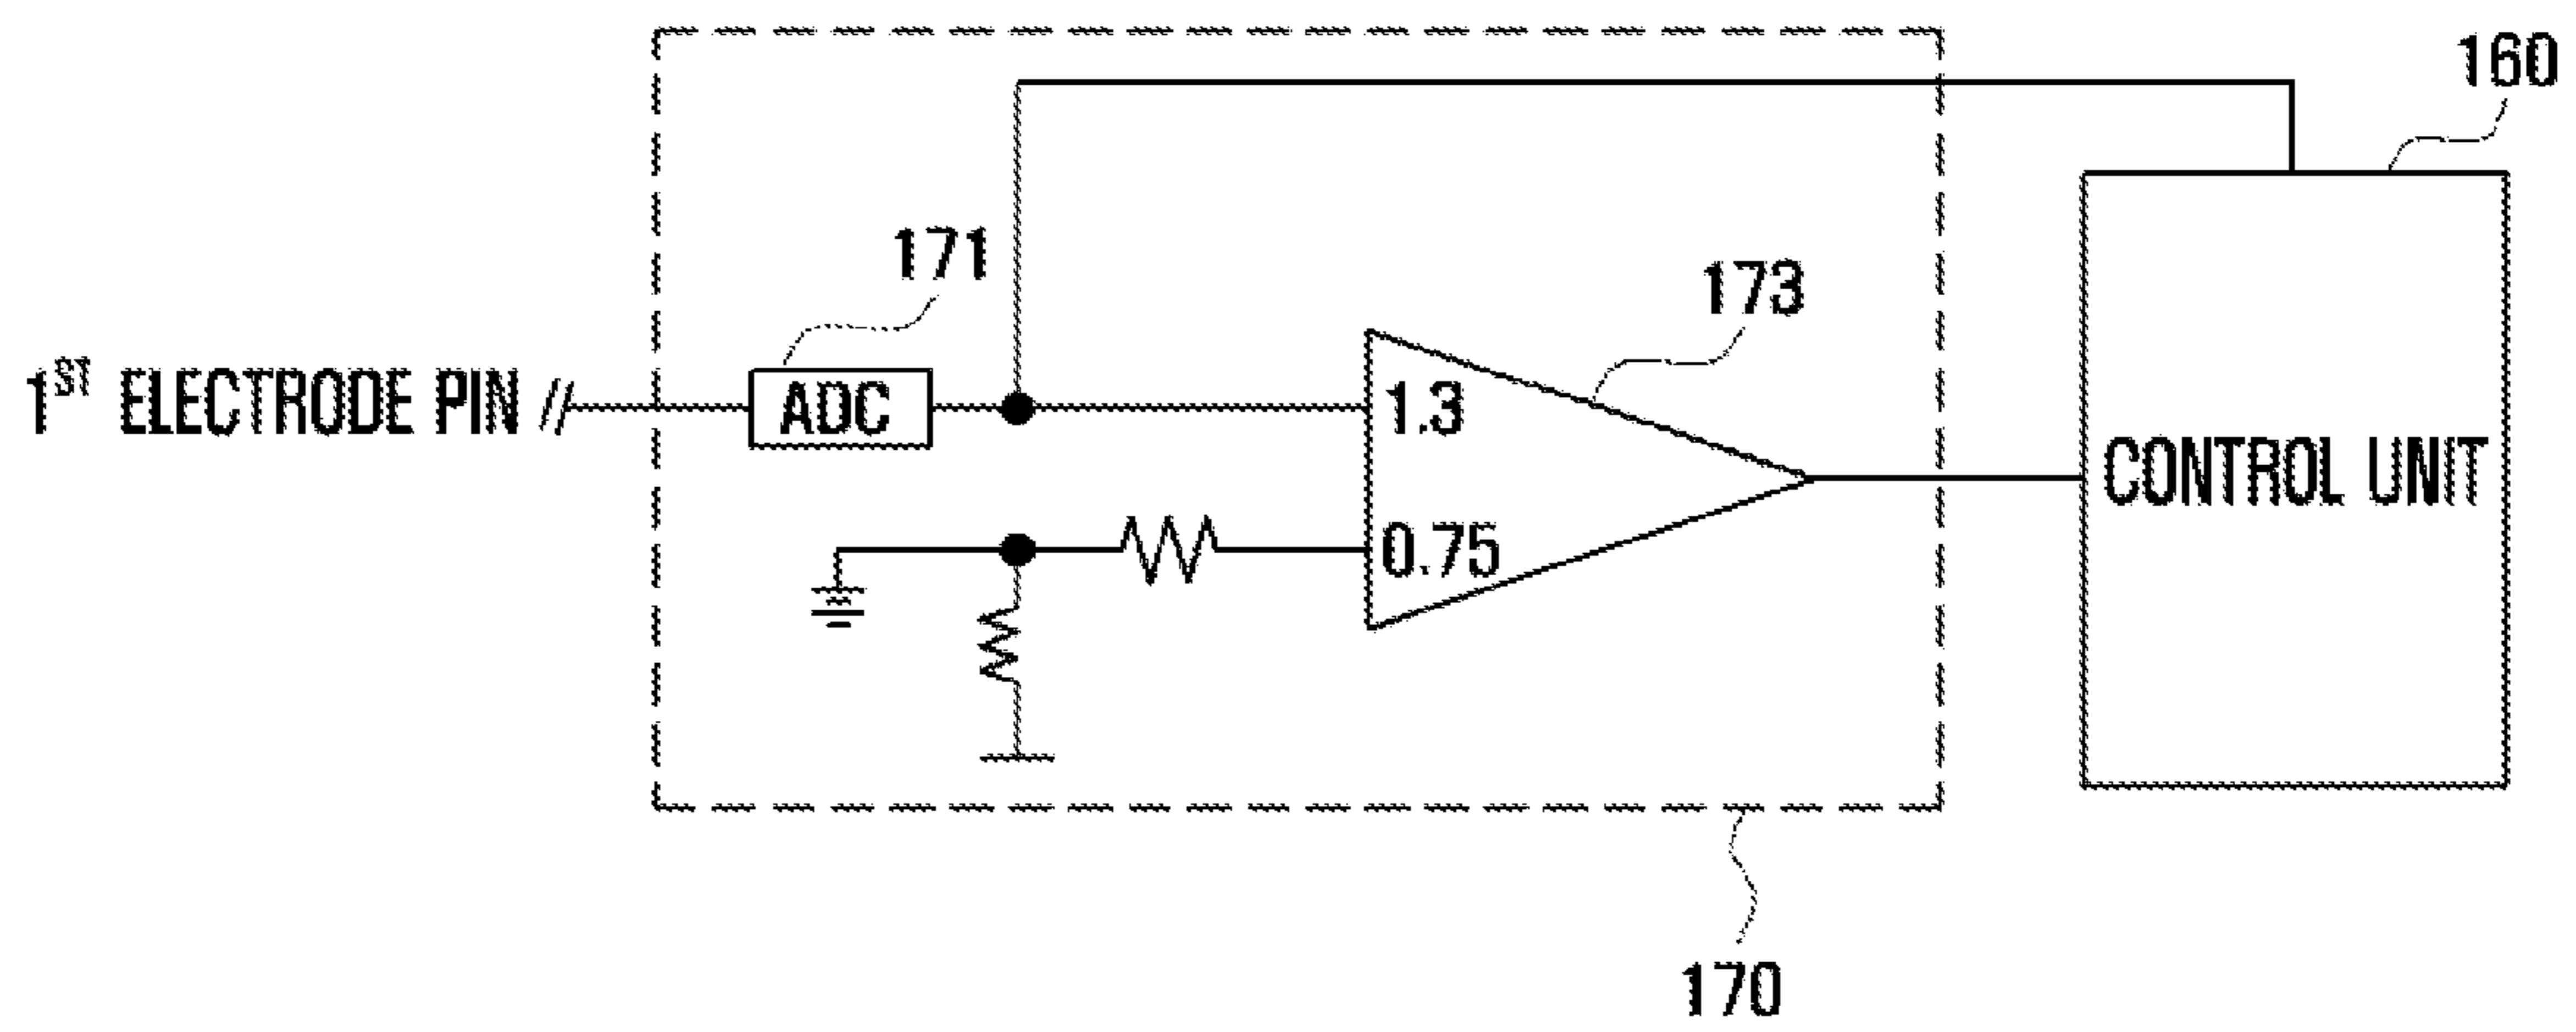 160
171
173
1ST ELECTRODE PIN //
ADC
1.3
0.75
CONTROL UNIT
170